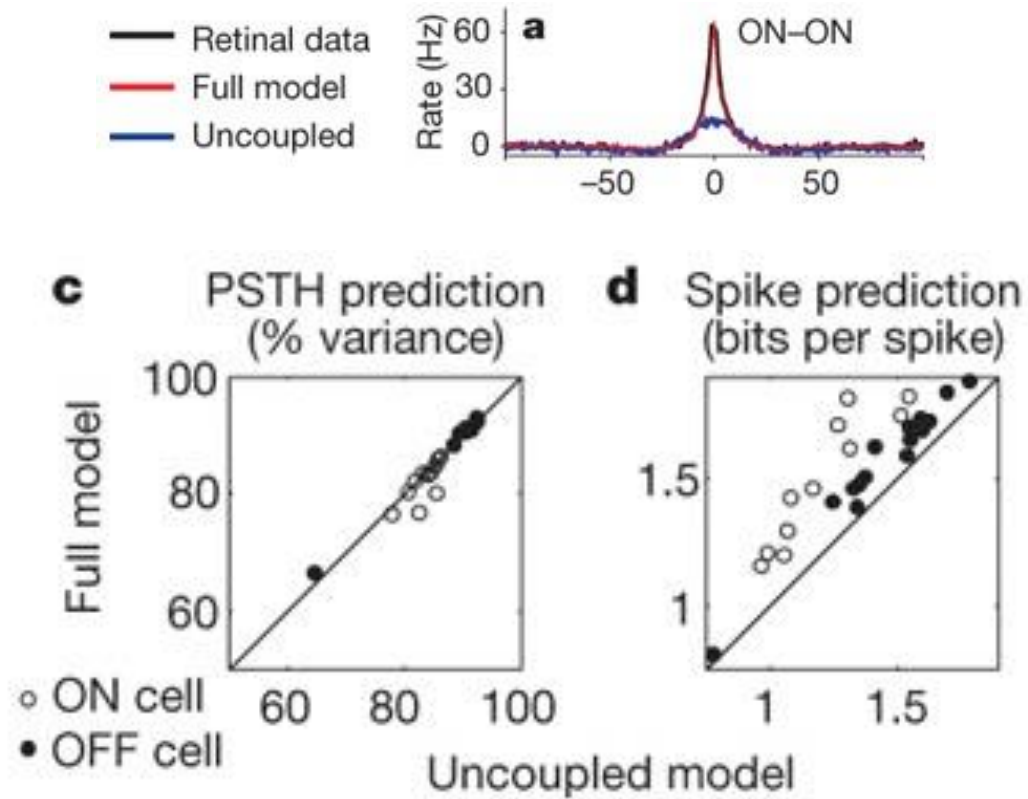 Retinal data
Full model
Uncoupled
a
ON–ON
Rate (Hz)
60
30
0
−50 0 50
c PSTH prediction
(% variance)
d Spike prediction
(bits per spike)
Full model
100
80
60
60 80 100
1.5
1
1 1.5
ON cell
OFF cell
Uncoupled model